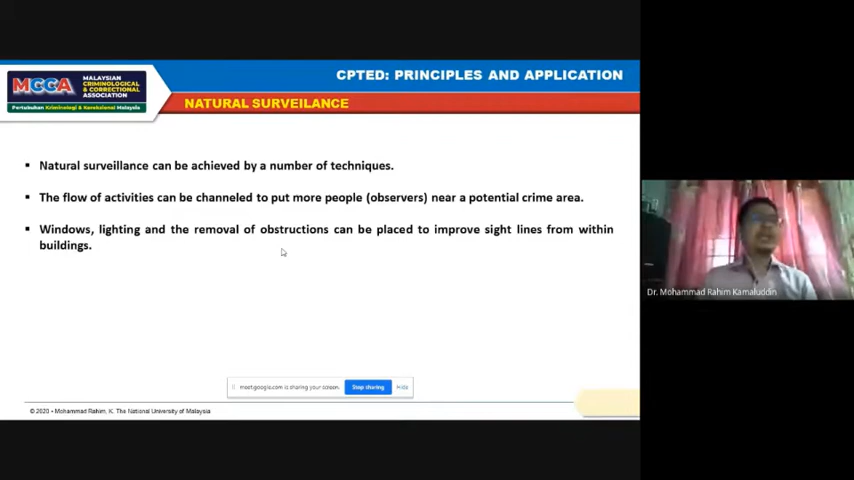 MCCA
MALAYSIAN
CRIMINOLOGICAL
& CORRECTIONAL
ASSOCIATION
Pertubuhan Kriminologi & Koreksional Malaysia
CPTED: PRINCIPLES AND APPLICATION
NATURAL SURVEILANCE
▪ Natural surveillance can be achieved by a number of techniques.
▪ The flow of activities can be channeled to put more people (observers) near a potential crime area.
▪ Windows, lighting and the removal of obstructions can be placed to improve sight lines from within
buildings.
Dr. Mohammad Rahim Kamaluddin
meet.google.com is sharing your screen.
Stop sharing
Hide
© 2020 • Mohammad Rahim, K. The National University of Malaysia